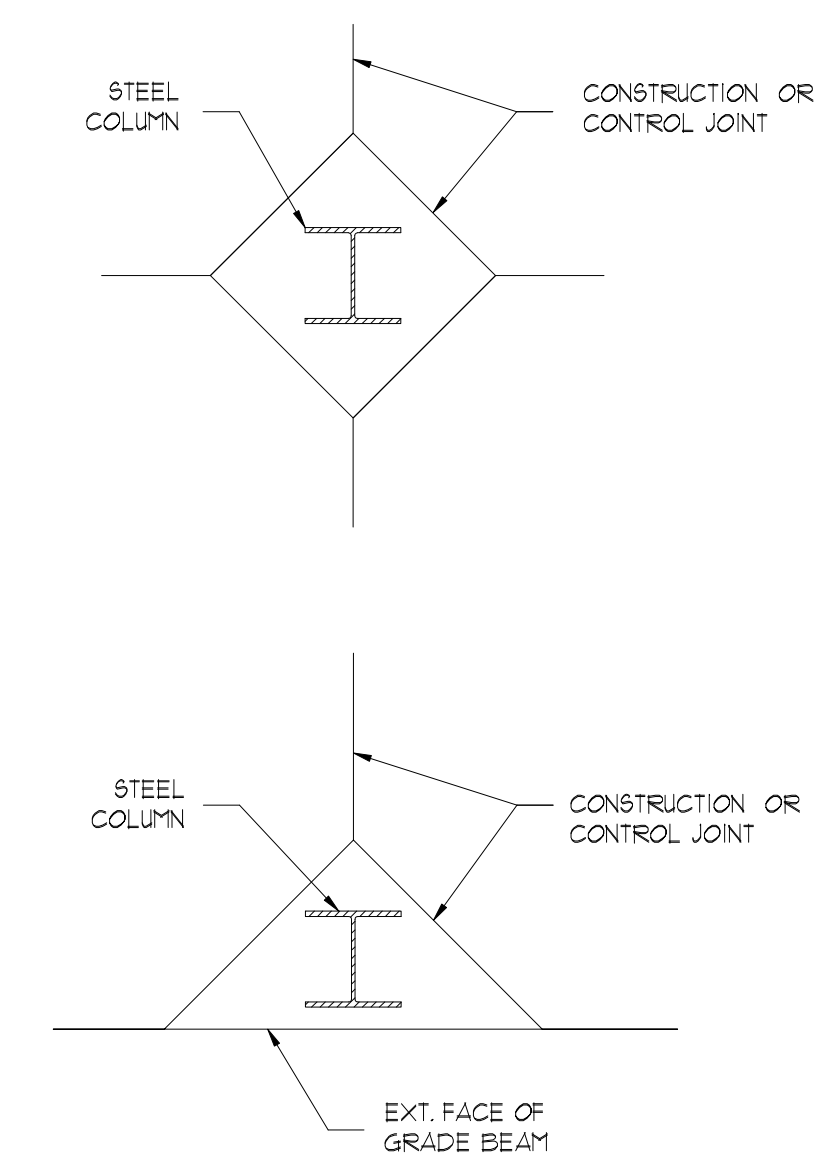 STEEL
COLUMN
CONSTRUCTION OR
CONTROL JOINT
STEEL
COLUMN
CONSTRUCTION OR
CONTROL JOINT
EXT. FACE OF
GRADE BEAM